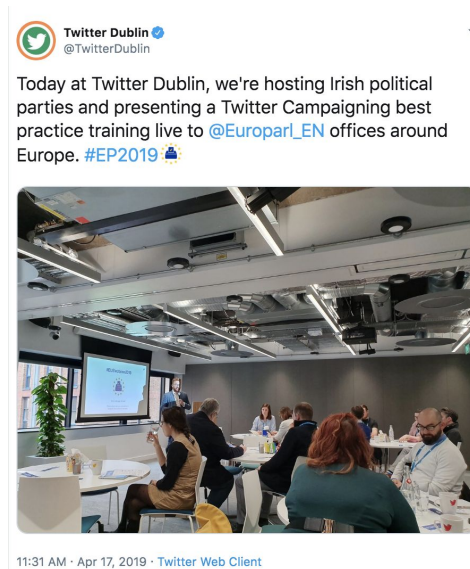 Twitter Dublin
@TwitterDublin
Today at Twitter Dublin, we're hosting Irish political
parties and presenting a Twitter Campaigning best
practice training live to @Europarl_EN offices around
Europe. #EP2019
11:31 AM · Apr 17, 2019 · Twitter Web Client